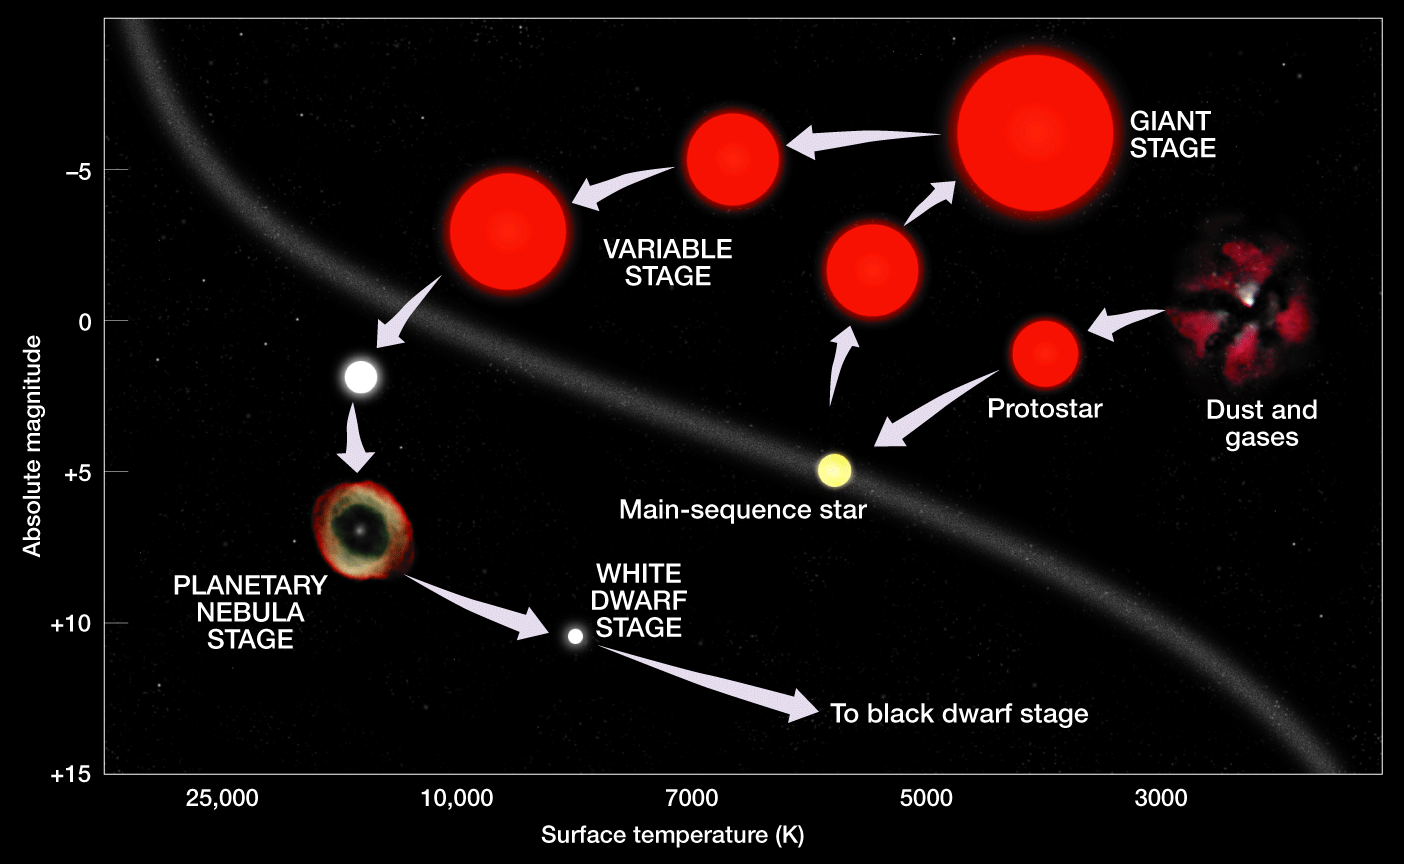 GIANT
STAGE
–5
VARIABLE
STAGE
0
Protostar
Dust and
gases
Absolute magnitude
+5
Main-sequence star
PLANETARY
NEBULA
STAGE
WHITE
DWARF
STAGE
+10
To black dwarf stage
+15
25,000
10,000
7000
5000
3000
Surface temperature (K)